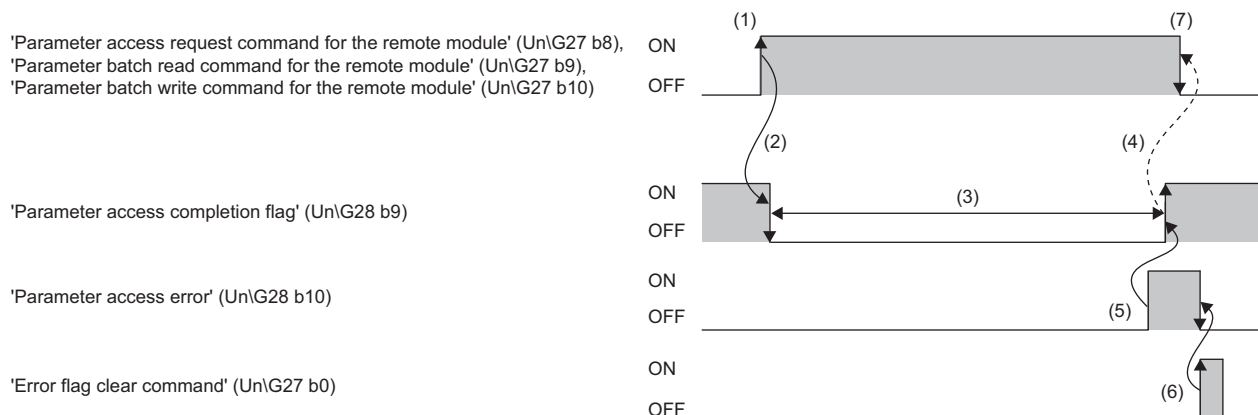 (1)
(7)
'Parameter access request command for the remote module' (Un\G27 b8),
'Parameter batch read command for the remote module' (Un\G27 b9),
'Parameter batch write command for the remote module' (Un\G27 b10)
ON
OFF
(2)
(4)
'Parameter access completion flag' (Un\G28 b9)
ON
OFF
(3)
'Parameter access error' (Un\G28 b10)
ON
OFF
(5)
'Error flag clear command' (Un\G27 b0)
ON
OFF
(6)